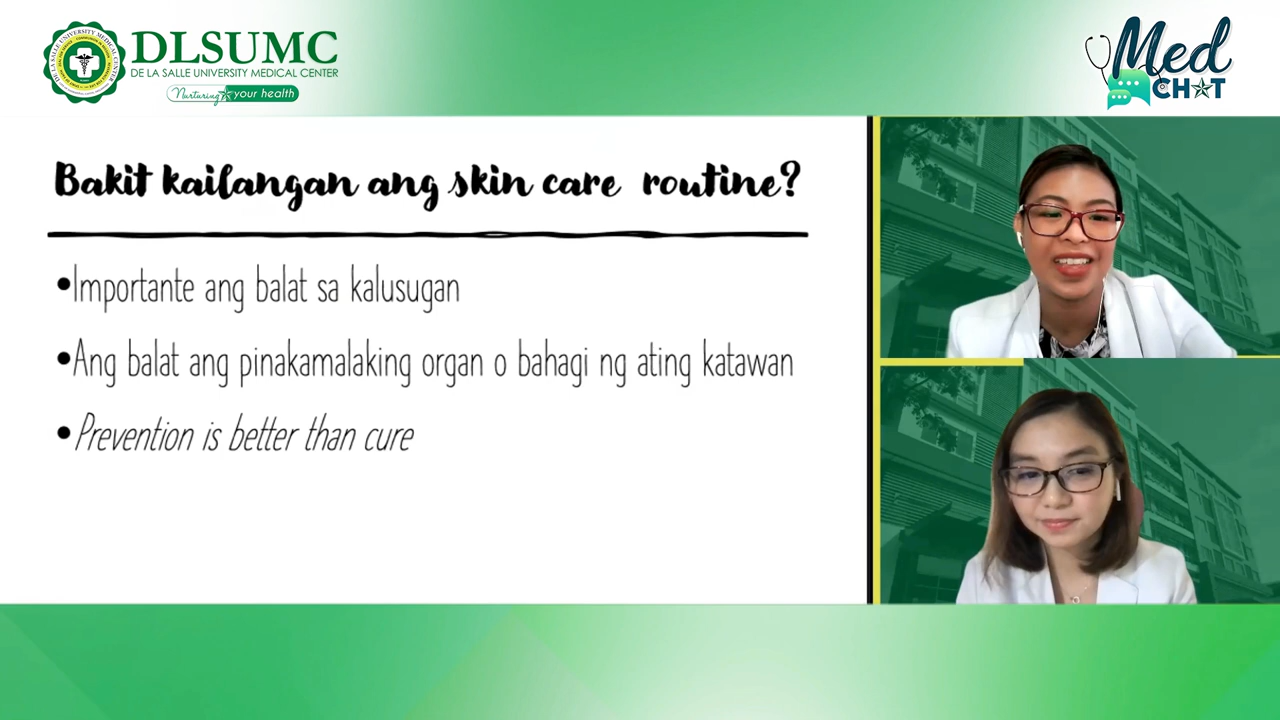 DLSUMC
DE LA SALLE UNIVERSITY MEDICAL CENTER
Nurturing your health
Med
CHAT
Bakit kailangan ang skin care routine?
•Importante ang balat sa kalusugan
•Ang balat ang pinakamalaking organ o bahagi ng ating katawan
•Prevention is better than cure